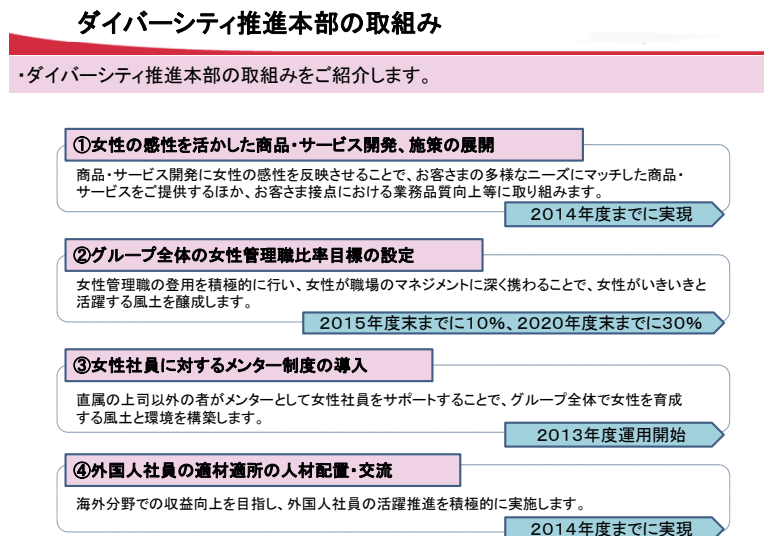 ダイバーシティ推進本部の取組み
・ダイバーシティ推進本部の取組みをご紹介します。
①女性の感性を活かした商品・サービス開発、施策の展開
商品・サービス開発に女性の感性を反映させることで、お客さまの多様なニーズにマッチした商品・
サービスをご提供するほか、お客さま接点における業務品質向上等に取り組みます。
2014年度までに実現
②グループ全体の女性管理職比率目標の設定
女性管理職の登用を積極的に行い、女性が職場のマネジメントに深く携わることで、女性がいきいきと
活躍する風土を醸成します。
2015年度末までに10%、2020年度末までに30%
③女性社員に対するメンター制度の導入
直属の上司以外の者がメンターとして女性社員をサポートすることで、グループ全体で女性を育成
する風土と環境を構築します。
2013年度運用開始
④外国人社員の適材適所の人材配置・交流
海外分野での収益向上を目指し、外国人社員の活躍推進を積極的に実施します。
2014年度までに実現